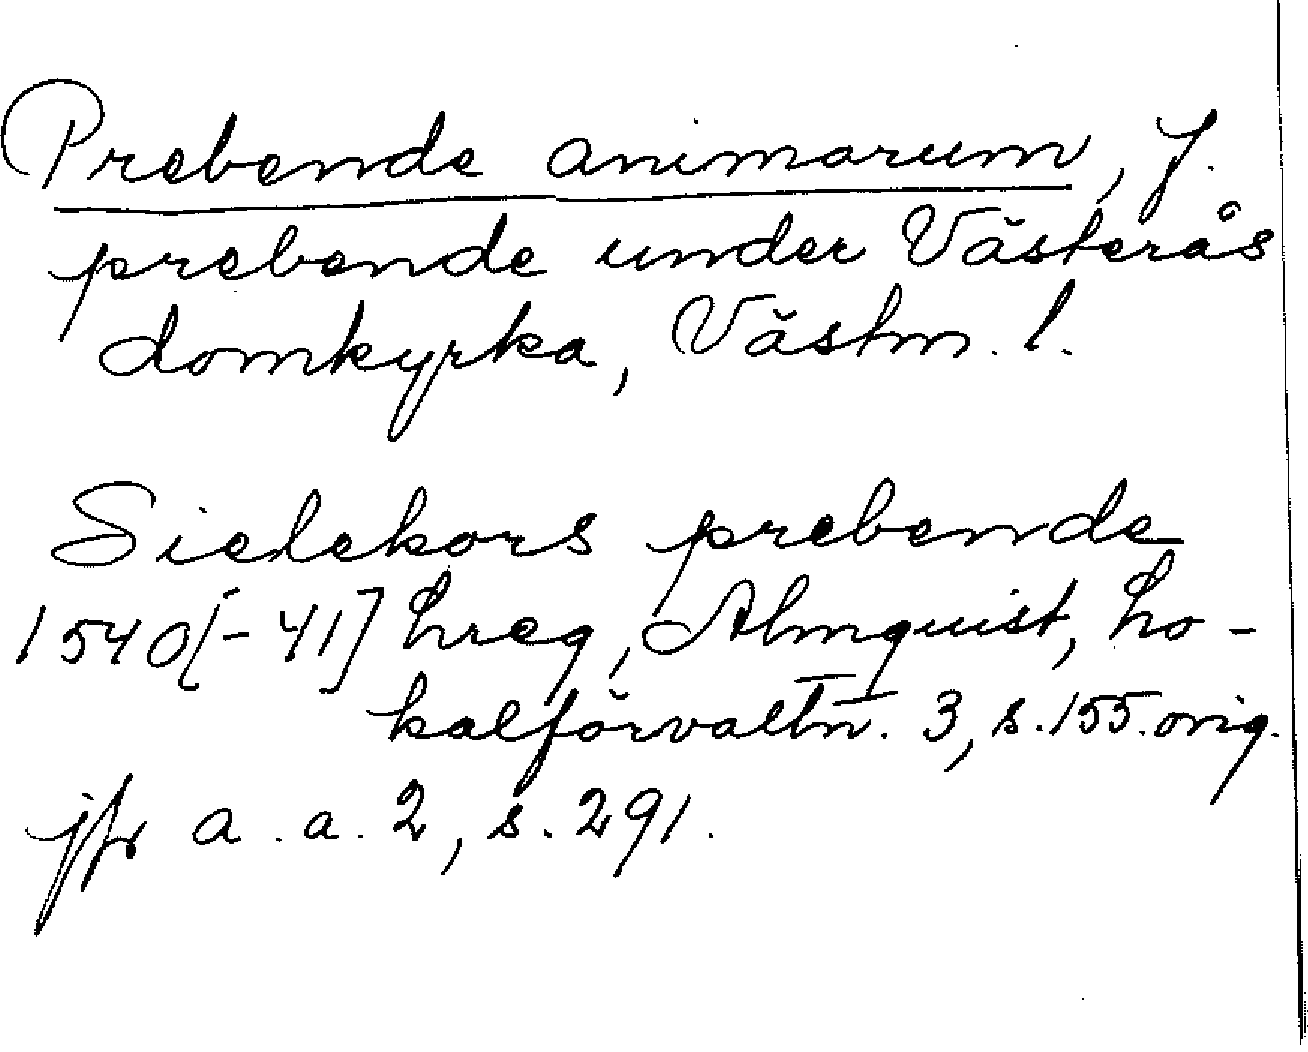 Prebende animarum, f.
prebende under Västerås
domkyrka, Västm. l.
Sielekors prebende
1540[-41] hreg, Almquist, Lo-
kalförvaltn. 3, s. 155. orig.
jfr a. a. 2, s. 291.